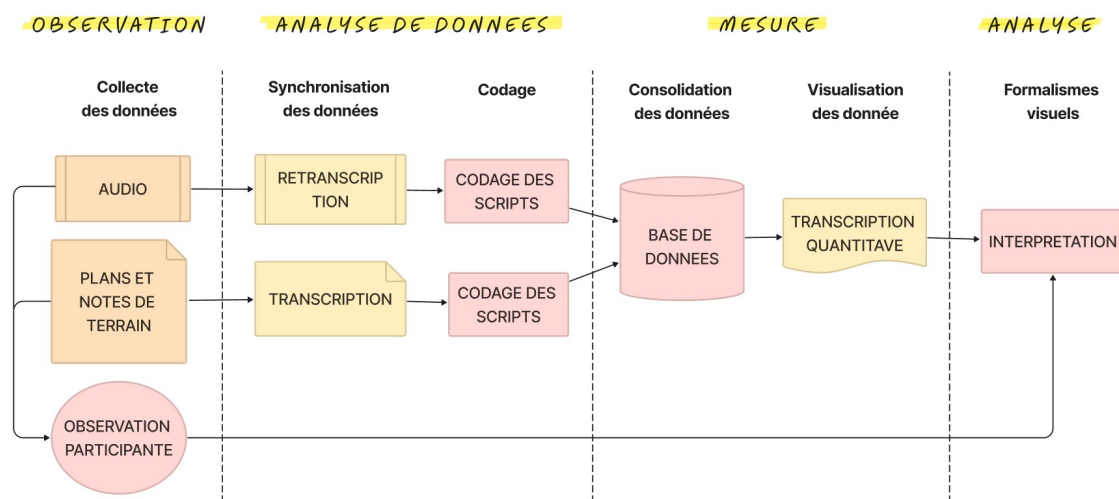 OBSERVATION
ANALYSE DE DONNEES
MESURE
ANALYSE
Collecte
des données
Synchronisation
des données
Codage
Consolidation
des données
Visualisation
des donnée
Formalismes
visuels
AUDIO
RETRANSCRIP
TION
CODAGE DES
SCRIPTS
PLANS ET
NOTES DE
TERRAIN
TRANSCRIPTION
CODAGE DES
SCRIPTS
BASE DE
DONNEES
TRANSCRIPTION
QUANTITAVE
INTERPRETATION
OBSERVATION
PARTICIPANTE